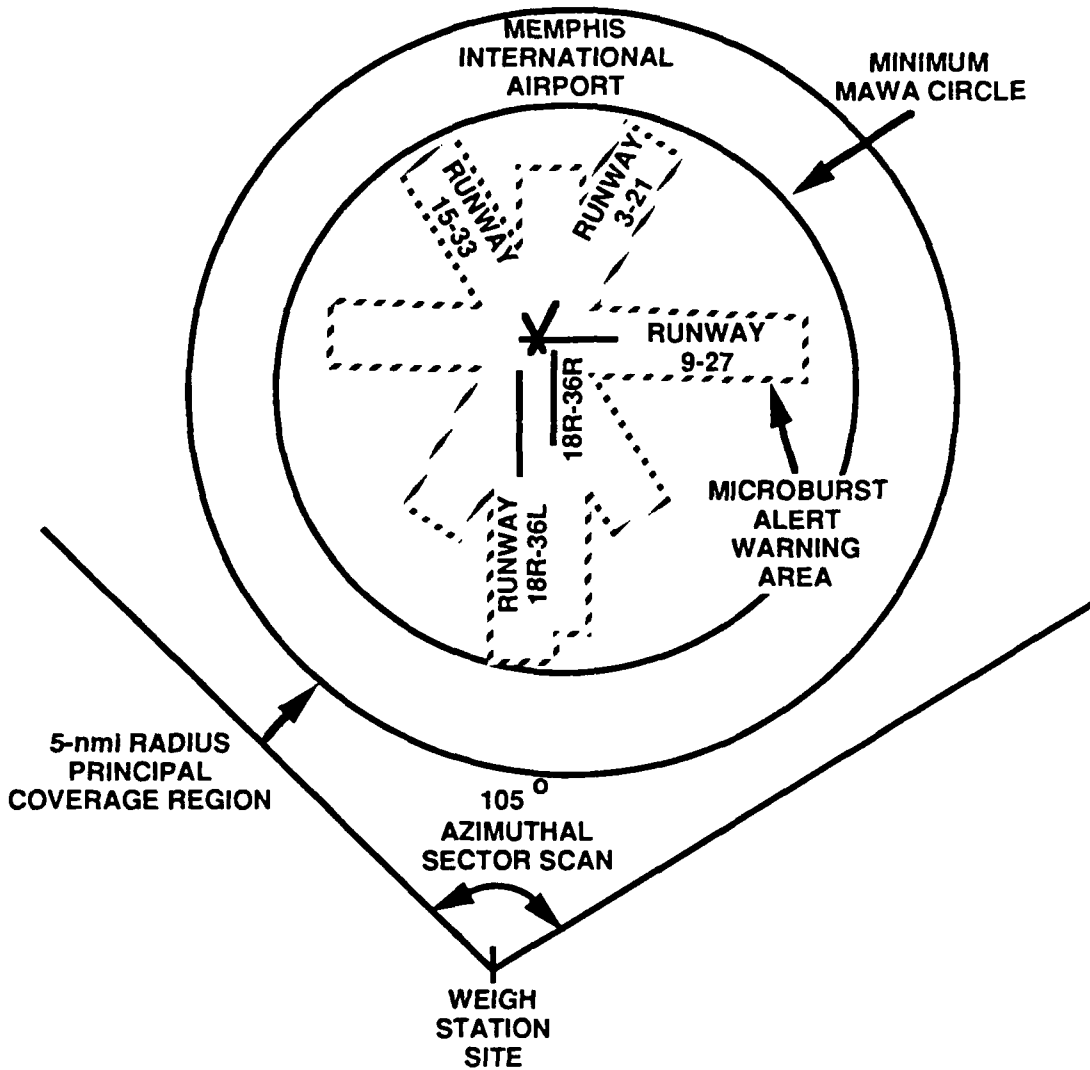 MEMPHIS
INTERNATIONAL
AIRPORT
MINIMUM
MAWA CIRCLE
RUNWAY
15-33
RUNWAY
3-21
RUNWAY
9-27
18R-36R
RUNWAY
18R-36L
MICROBURST
ALERT
WARNING
AREA
5-nmi RADIUS
PRINCIPAL
COVERAGE REGION
105°
AZIMUTHAL
SECTOR SCAN
WEIGH
STATION
SITE